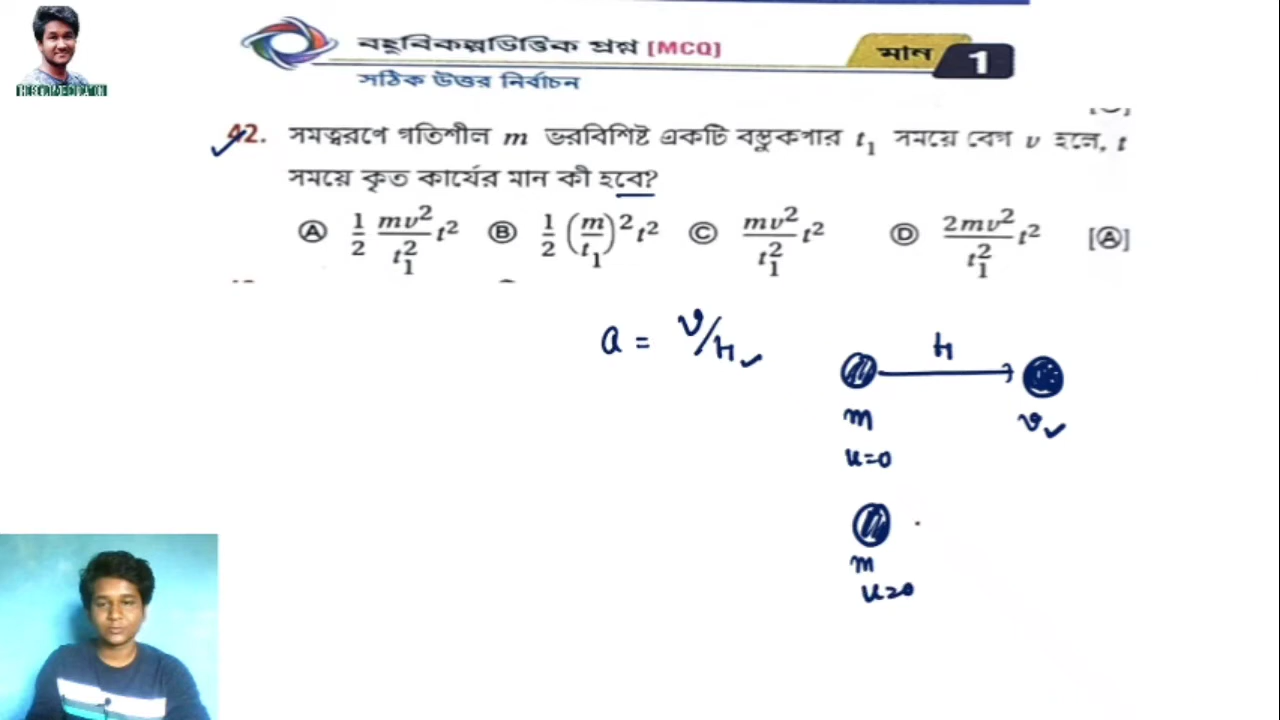 বহুবিকল্পভিত্তিক প্রশ্ন [MCQ]
মান 1
সঠিক উত্তর নির্বাচন
42. সমত্বরণে গতিশীল m ভরবিশিষ্ট একটি বস্তুকণার t₁ সময়ে বেগ v হলে, t
সময়ে কৃত কার্যের মান কী হবে?
Ⓐ 1/2 mv²/t₁² t² Ⓑ 1/2 (m/t₁)² t² Ⓒ mv²/t₁² t² Ⓓ 2mv²/t₁² t² [Ⓐ]
a = v/t₁
t₁
m v
u=0
m
u=0